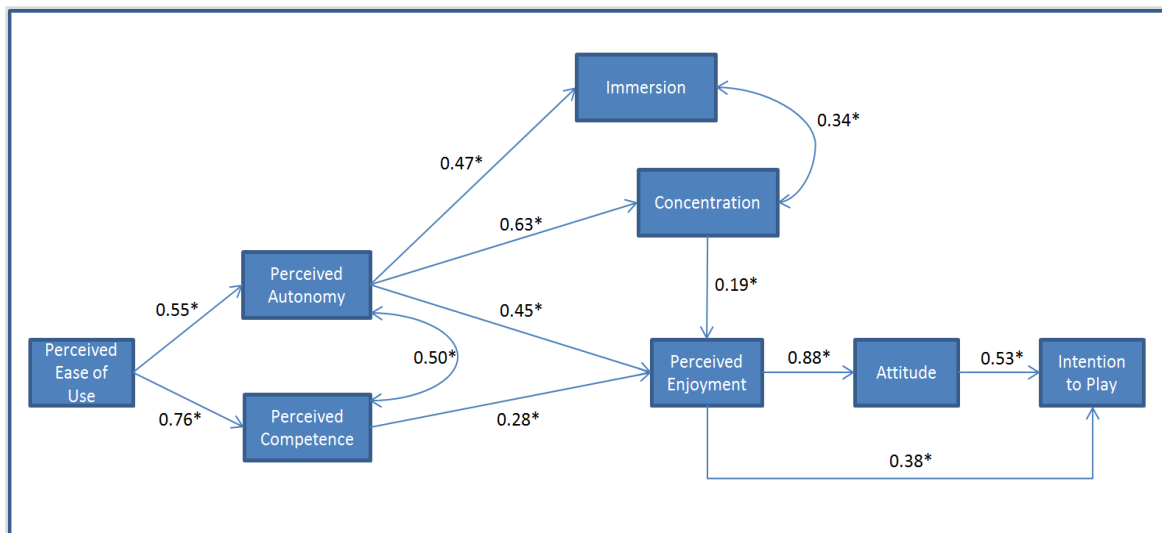 Immersion
0.34*
0.47*
Concentration
0.63*
Perceived
Autonomy
0.19*
0.55*
0.45*
Perceived
Ease of
Use
0.50*
Perceived
Enjoyment
0.88*
Attitude
0.53*
Intention
to Play
0.76*
Perceived
Competence
0.28*
0.38*